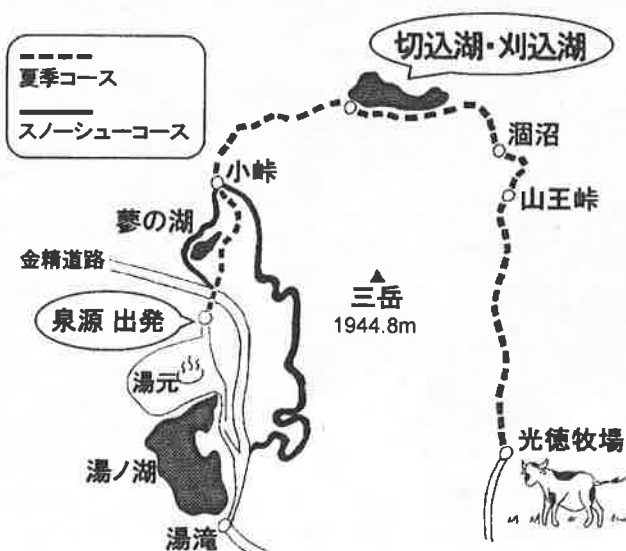 夏季コース
スノーシューコース
切込湖・刈込湖
涸沼
山王峠
小峠
蓼の湖
金精道路
三岳
1944.8m
泉源 出発
湯元
湯ノ湖
光徳牧場
湯滝